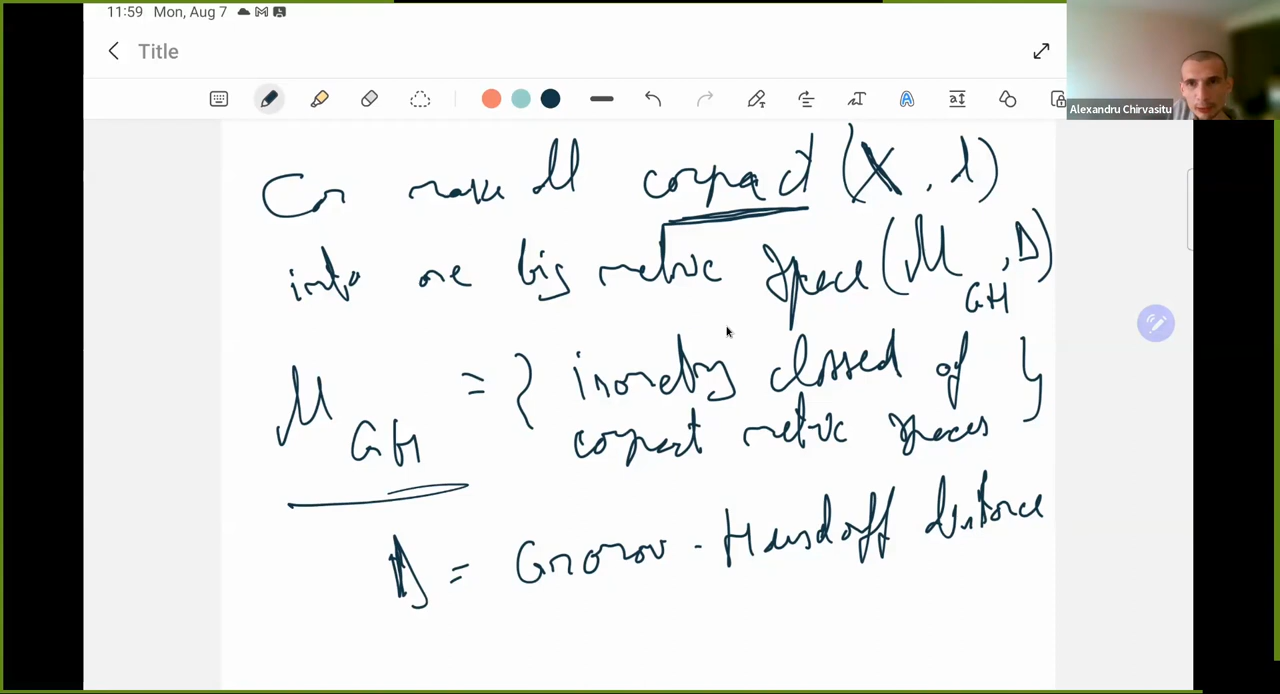 11:59 Mon, Aug 7
Title
Alexandru Chirvasitu
Can make all compact (X, d)
into one big metric space (M_GH, D)
M_GH = { isometry classed of
compact metric spaces }
D = Gromov - Hausdorff distance